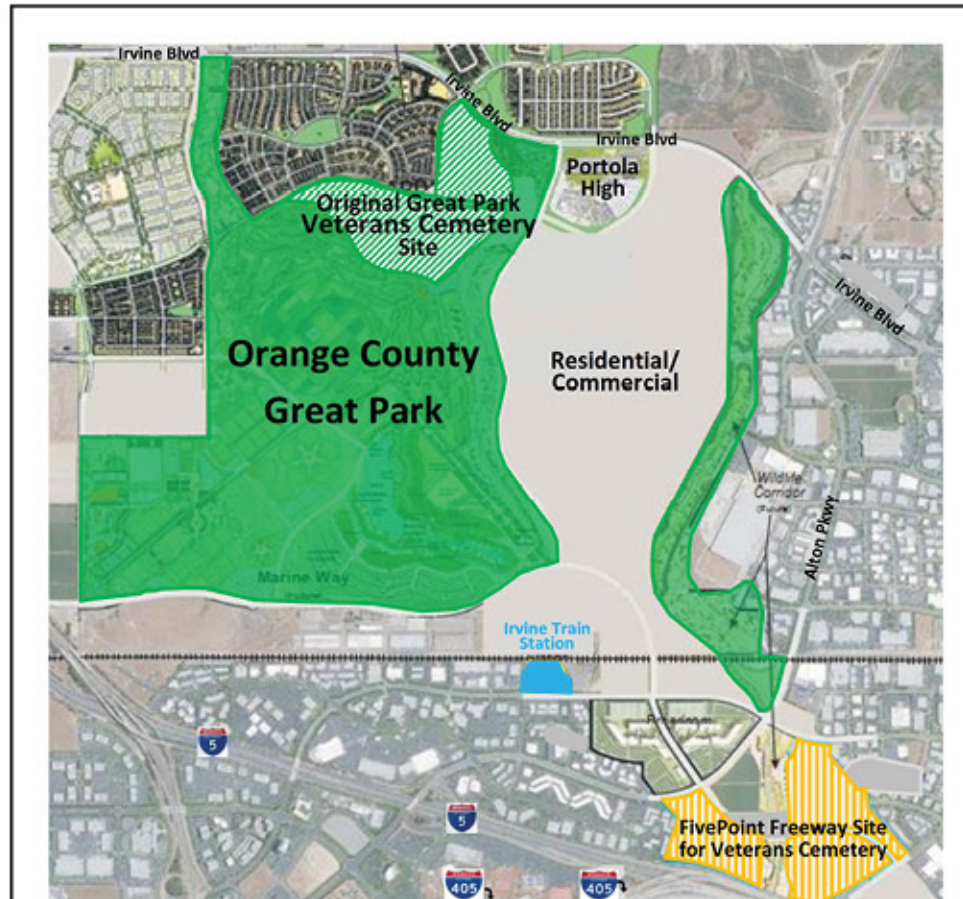 Irvine Blvd
Irvine Blvd
Irvine Blvd
Portola
High
Original Great Park
Veterans Cemetery
Site
Irvine Blvd
Orange County
Great Park
Residential/
Commercial
Wildlife
Corridor
(Future)
Alton Pkwy
Marine Way
(Future)
Irvine Train
Station
5
5
FivePoint Freeway Site
for Veterans Cemetery
405
405